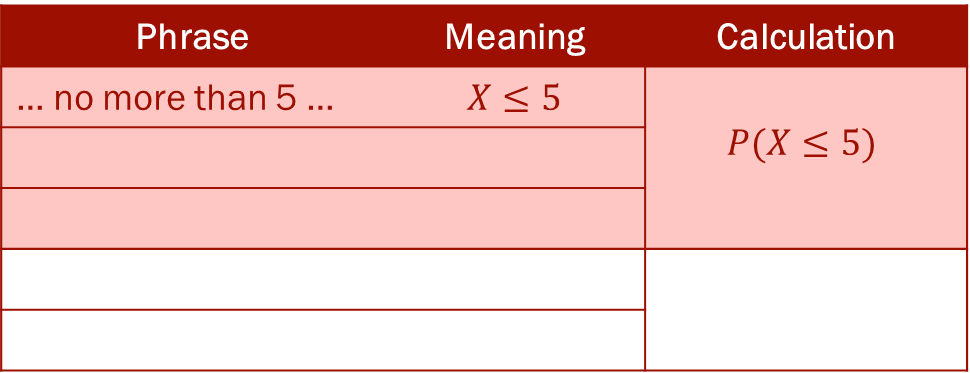 Phrase Meaning Calculation
... no more than 5 ... X ≤ 5
P(X ≤ 5)